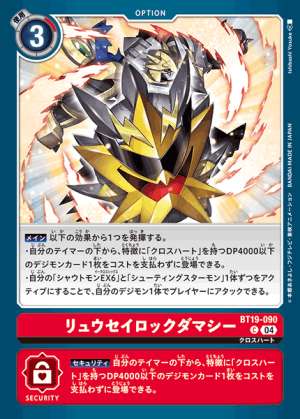 OPTION
使用
3
Ishibashi Yosuke
BANDAI MADE IN JAPAN
メイン 以下の効果から1つを発揮する。
・自分のテイマーの下から、特徴に「クロスハート」を持つDP4000以下
のデジモンカード1枚をコストを支払わずに登場できる。
・自分の「シャウトモンEX6」と「シューティングスターモン」1体ずつをアク
ティブにすることで、自分のデジモン1体でプレイヤーにアタックできる。
BT19-090
リュウセイロックダマシー
C 04
クロスハート
SECURITY
セキュリティ 自分のテイマーの下から、特徴に「クロスハー
ト」を持つDP4000以下のデジモンカード1枚をコストを支払
わずに登場できる。